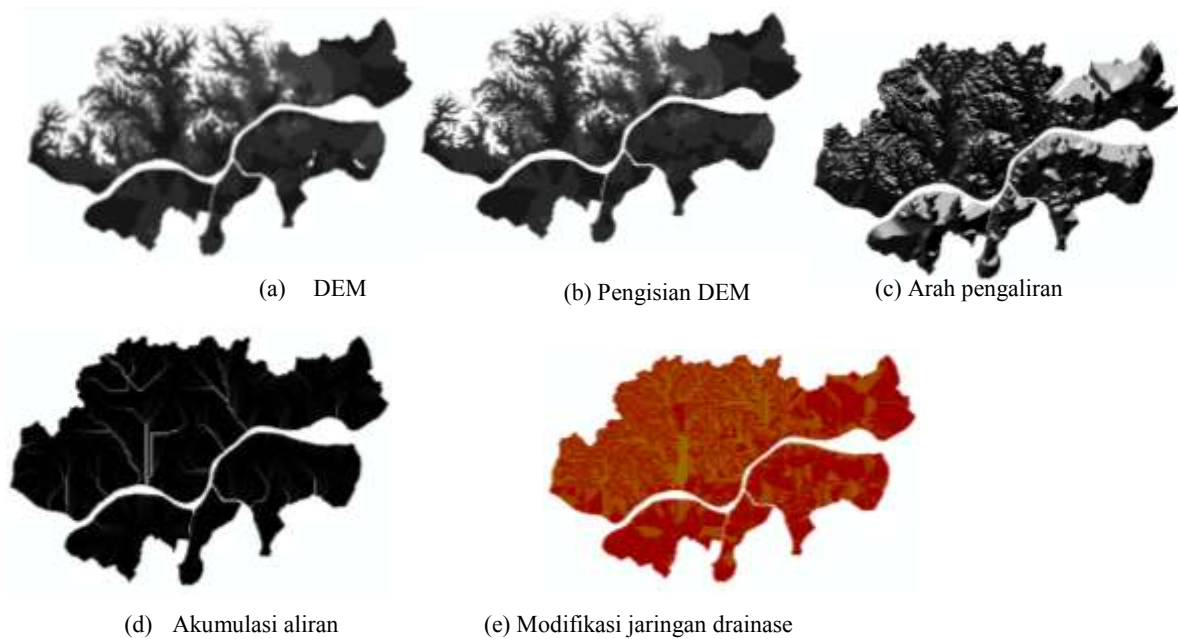 (a) DEM
(b) Pengisian DEM
(c) Arah pengaliran
(d) Akumulasi aliran
(e) Modifikasi jaringan drainase